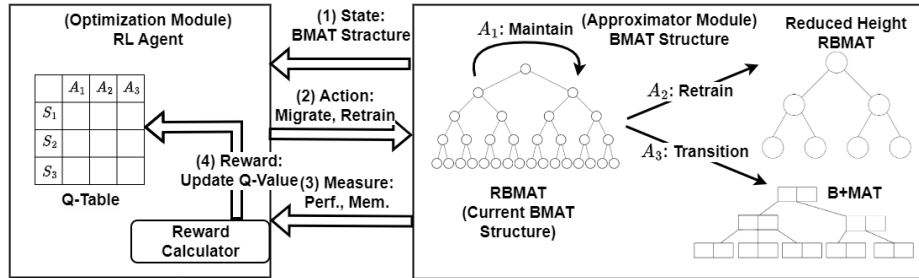 (Optimization Module)
RL Agent
A₁ A₂ A₃
S₁
S₂
S₃
Q-Table
(1) State:
BMAT Stracture
(2) Action:
Migrate, Retrain
(4) Reward:
Update Q-Value
(3) Measure:
Perf., Mem.
Reward
Calculator
A₁: Maintain
(Approximator Module)
BMAT Structure
Reduced Height
RBMAT
A₂: Retrain
A₃: Transition
RBMAT
(Current BMAT
Structure)
B+MAT